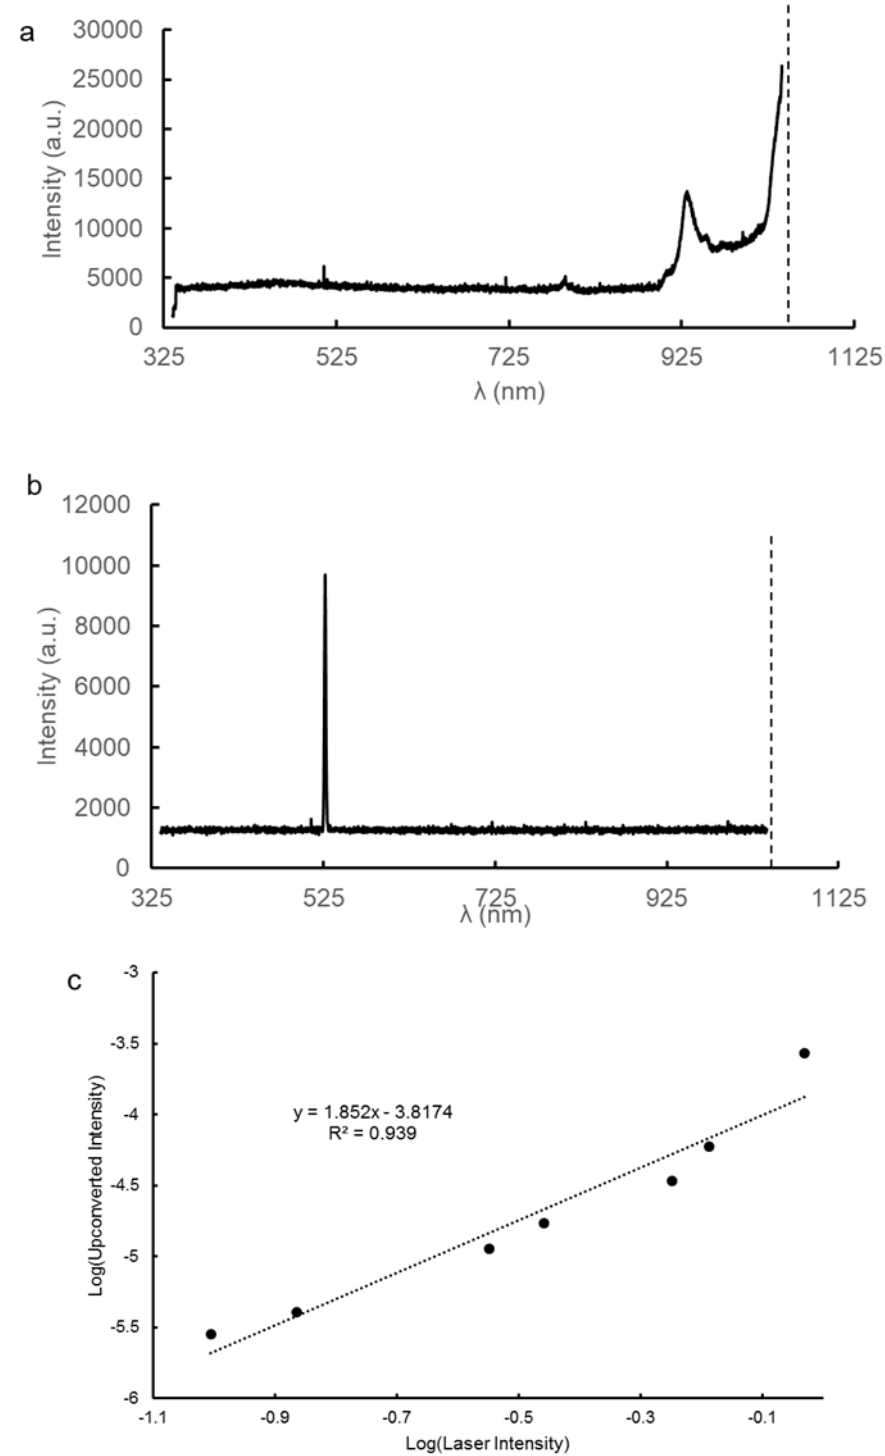 a
30000
25000
20000
15000
10000
5000
0
Intensity (a.u.)
325 525 725 925 1125
λ (nm)
b
12000
10000
8000
6000
4000
2000
0
Intensity (a.u.)
325 525 725 925 1125
λ (nm)
c
-3
-3.5
-4
-4.5
-5
-5.5
-6
Log(Upconverted Intensity)
y = 1.852x - 3.8174
R² = 0.939
-1.1 -0.9 -0.7 -0.5 -0.3 -0.1
Log(Laser Intensity)